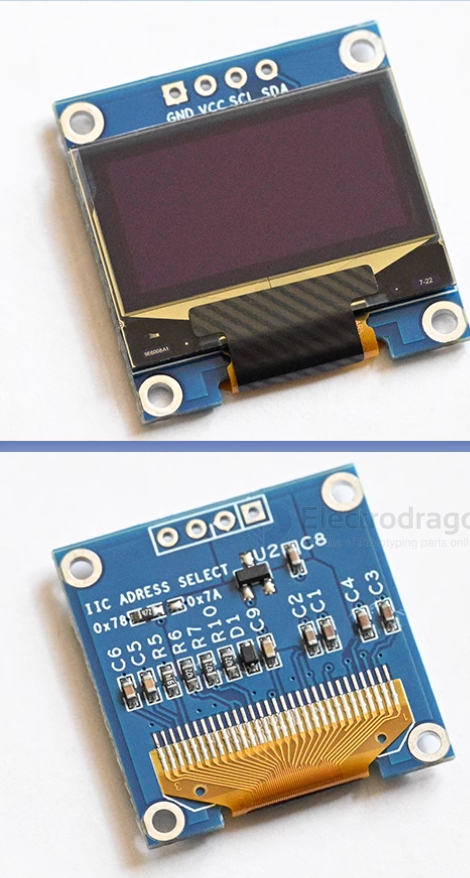 GND VCC SCL SDA
7-22
Electrodrago
IIC ADRESS SELECT
0x78
0x7A
U2
C8
C6
C5
R5
R6
R7
R10
D1
C9
C2
C1
C4
C3